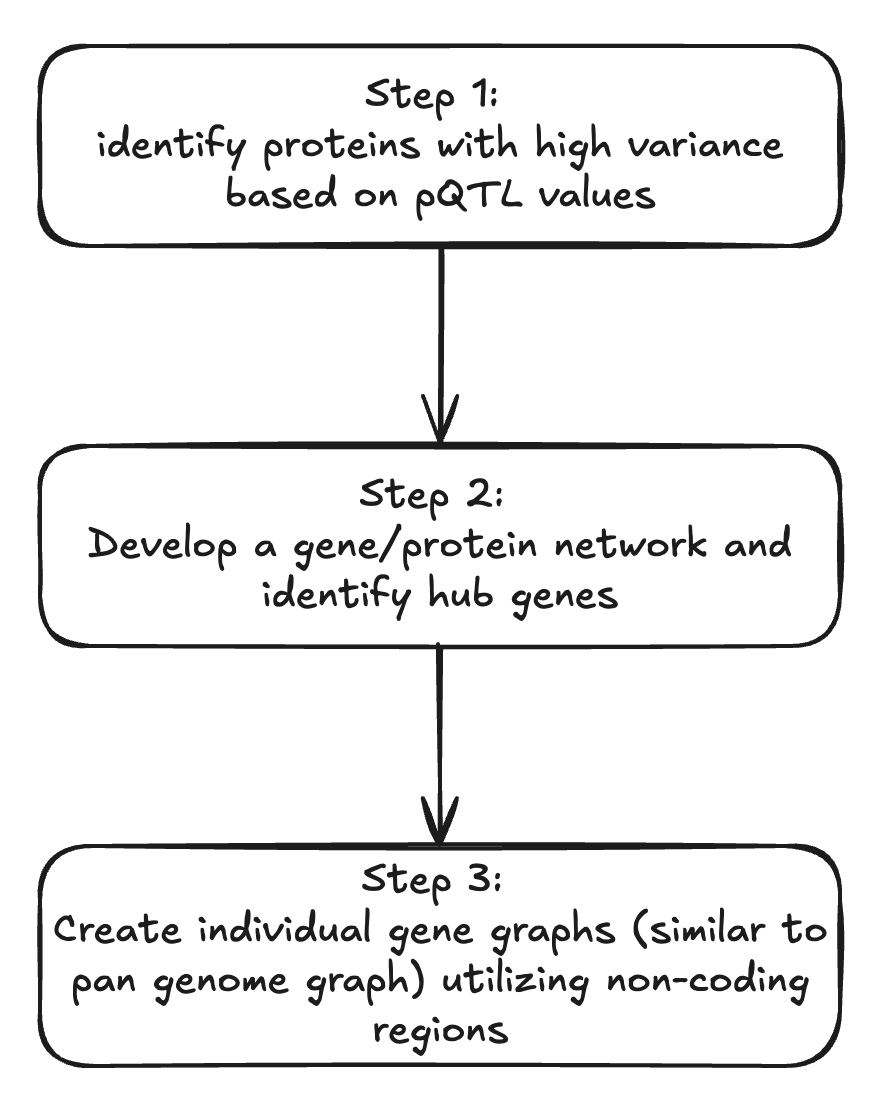 Step 1:
identify proteins with high variance
based on pQTL values
Step 2:
Develop a gene/protein network and
identify hub genes
Step 3:
Create individual gene graphs (similar to
pan genome graph) utilizing non-coding
regions